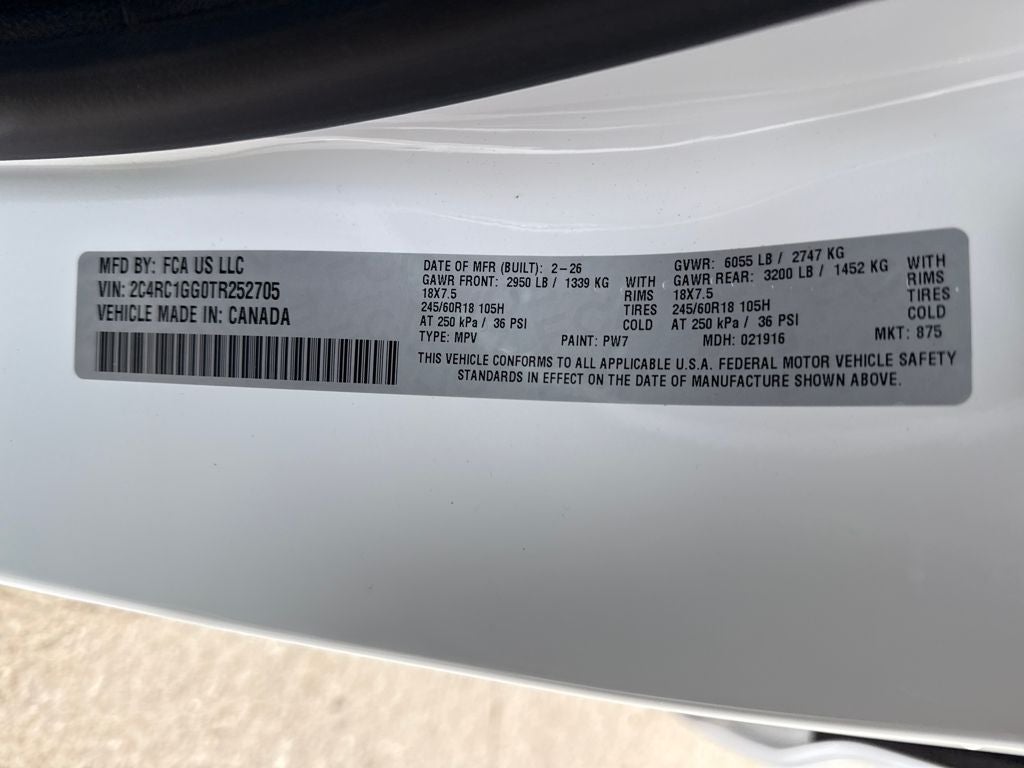 MFD BY: FCA US LLC
VIN: 2C4RC1GG0TR252705
VEHICLE MADE IN: CANADA
DATE OF MFR (BUILT): 2-26
GAWR FRONT: 2950 LB / 1339 KG WITH
18X7.5 RIMS
245/60R18 105H TIRES
AT 250 kPa / 36 PSI COLD
TYPE: MPV PAINT: PW7
GVWR: 6055 LB / 2747 KG
GAWR REAR: 3200 LB / 1452 KG WITH
18X7.5 RIMS
245/60R18 105H TIRES
AT 250 kPa / 36 PSI COLD
MDH: 021916 MKT: 875
THIS VEHICLE CONFORMS TO ALL APPLICABLE U.S.A. FEDERAL MOTOR VEHICLE SAFETY
STANDARDS IN EFFECT ON THE DATE OF MANUFACTURE SHOWN ABOVE.